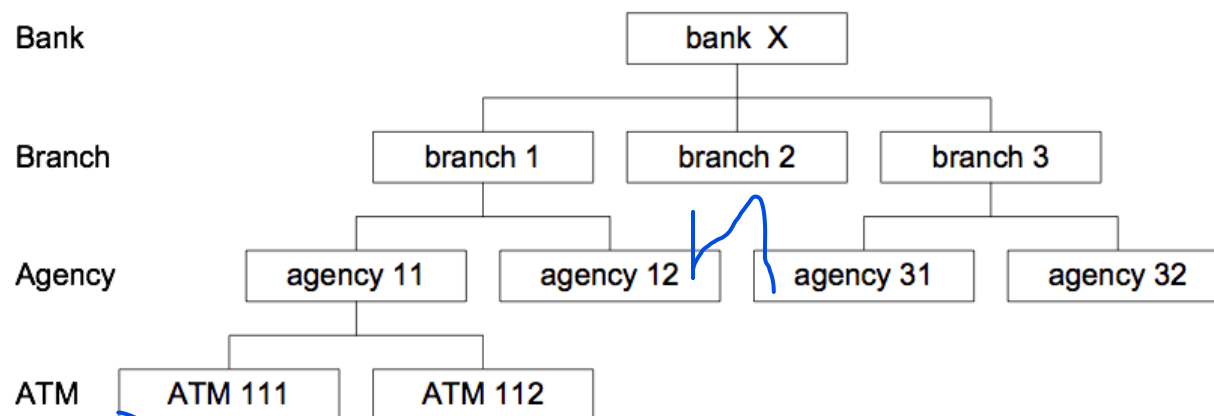 Bank bank X
Branch branch 1 branch 2 branch 3
Agency agency 11 agency 12 agency 31 agency 32
ATM ATM 111 ATM 112